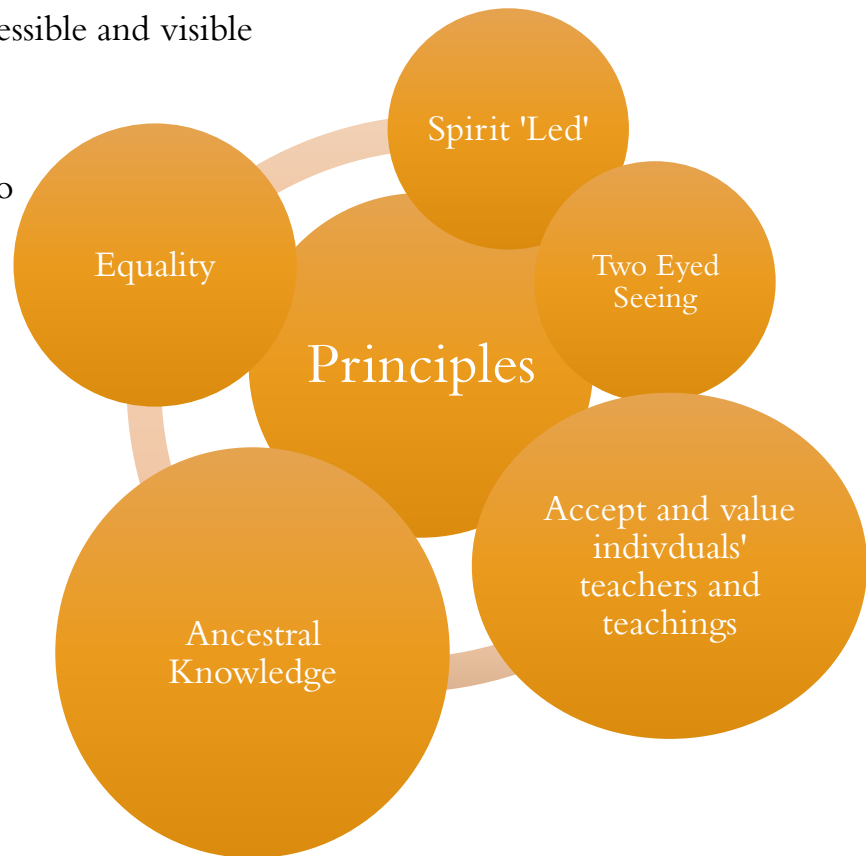 essible and visible
o
Spirit 'Led'
Equality
Two Eyed
Seeing
Principles
Accept and value
indivduals'
teachers and
teachings
Ancestral
Knowledge